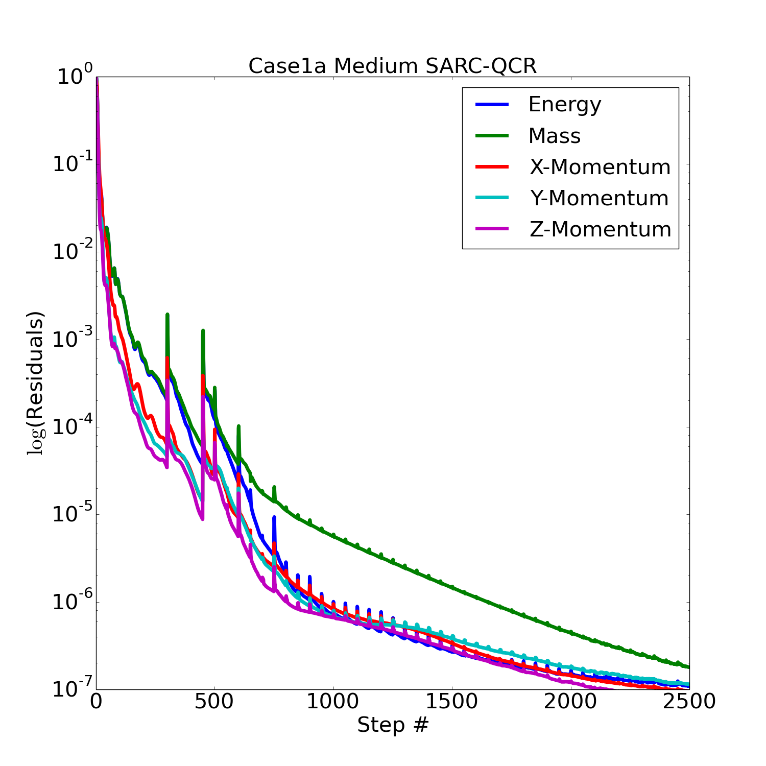 Case1a Medium SARC-QCR
10^0
10^-1
10^-2
10^-3
10^-4
10^-5
10^-6
10^-7
log(Residuals)
Energy
Mass
X-Momentum
Y-Momentum
Z-Momentum
0 500 1000 1500 2000 2500
Step #